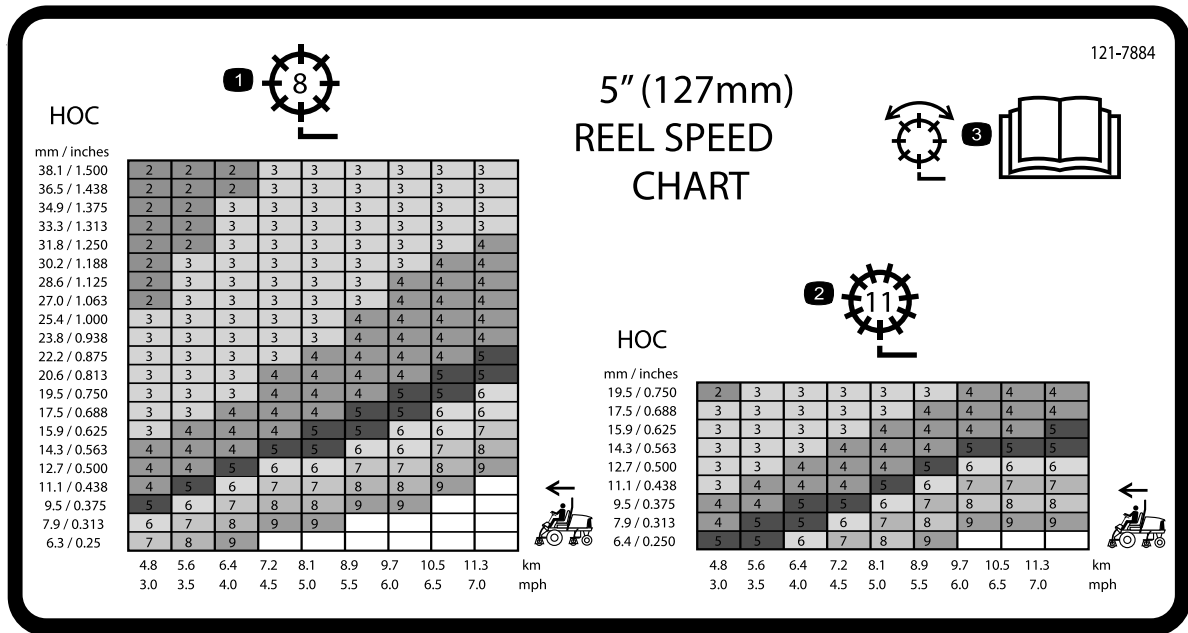 121-7884
1
8
5” (127mm)
REEL SPEED
CHART
3
HOC
mm / inches
38.1 / 1.500 2 2 2 3 3 3 3 3 3
36.5 / 1.438 2 2 2 3 3 3 3 3 3
34.9 / 1.375 2 2 3 3 3 3 3 3 3
33.3 / 1.313 2 2 3 3 3 3 3 3 3
31.8 / 1.250 2 2 3 3 3 3 3 3 4
30.2 / 1.188 2 3 3 3 3 3 3 4 4
28.6 / 1.125 2 3 3 3 3 3 4 4 4
27.0 / 1.063 2 3 3 3 3 3 4 4 4
25.4 / 1.000 3 3 3 3 3 4 4 4 4
23.8 / 0.938 3 3 3 3 3 4 4 4 4
22.2 / 0.875 3 3 3 3 4 4 4 4 5
20.6 / 0.813 3 3 3 4 4 4 4 5 5
19.5 / 0.750 3 3 3 4 4 4 5 5 6
17.5 / 0.688 3 3 4 4 4 5 5 6 6
15.9 / 0.625 3 4 4 4 5 5 6 6 7
14.3 / 0.563 4 4 4 5 5 6 6 7 8
12.7 / 0.500 4 4 5 6 6 7 7 8 9
11.1 / 0.438 4 5 6 7 7 8 8 9
9.5 / 0.375 5 6 7 8 8 9 9
7.9 / 0.313 6 7 8 9 9
6.3 / 0.25 7 8 9
4.8 5.6 6.4 7.2 8.1 8.9 9.7 10.5 11.3 km
3.0 3.5 4.0 4.5 5.0 5.5 6.0 6.5 7.0 mph
2
11
HOC
mm / inches
19.5 / 0.750 2 3 3 3 3 3 4 4 4
17.5 / 0.688 3 3 3 3 3 4 4 4 4
15.9 / 0.625 3 3 3 3 4 4 4 4 5
14.3 / 0.563 3 3 3 4 4 4 5 5 5
12.7 / 0.500 3 3 4 4 4 5 6 6 6
11.1 / 0.438 3 4 4 4 5 6 7 7 7
9.5 / 0.375 4 4 5 5 6 7 8 8 8
7.9 / 0.313 4 5 5 6 7 8 9 9 9
6.4 / 0.250 5 5 6 7 8 9
4.8 5.6 6.4 7.2 8.1 8.9 9.7 10.5 11.3 km
3.0 3.5 4.0 4.5 5.0 5.5 6.0 6.5 7.0 mph